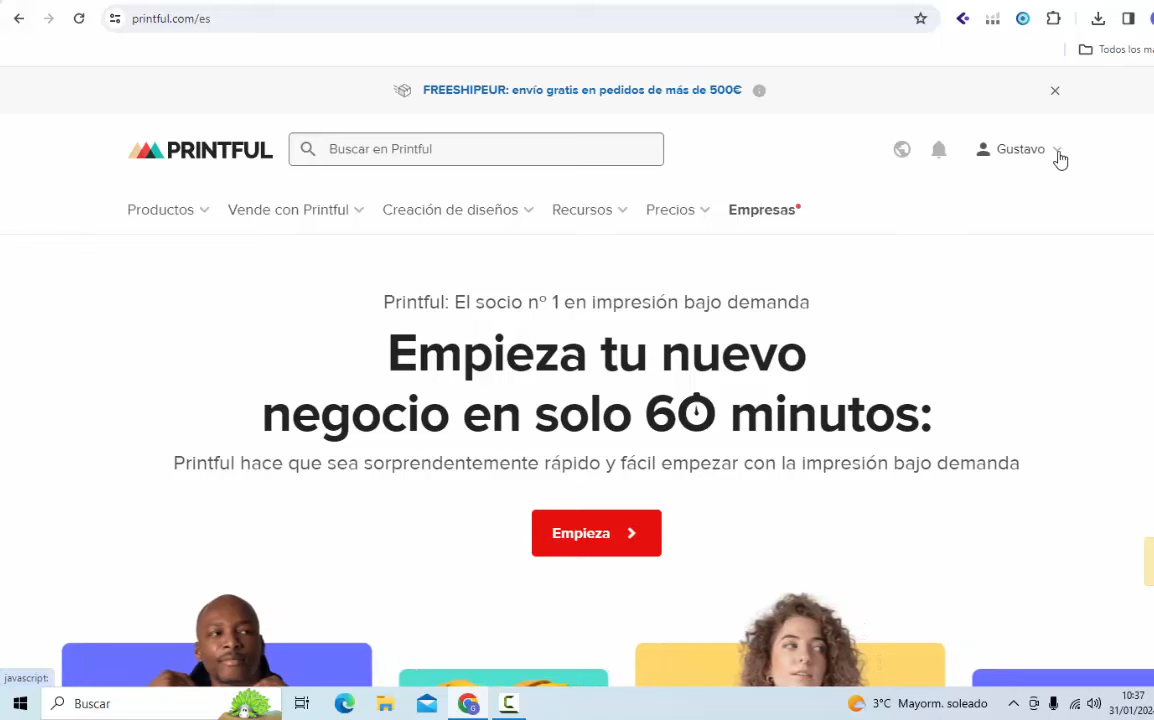 printful.com/es
Todos los ma
FREESHIPEUR: envío gratis en pedidos de más de 500€
PRINTFUL
Buscar en Printful
Gustavo
Productos
Vende con Printful
Creación de diseños
Recursos
Precios
Empresas
Printful: El socio nº 1 en impresión bajo demanda
Empieza tu nuevo
negocio en solo 60 minutos:
Printful hace que sea sorprendentemente rápido y fácil empezar con la impresión bajo demanda
Empieza
javascript:
Buscar
3°C Mayorm. soleado
10:37
31/01/202